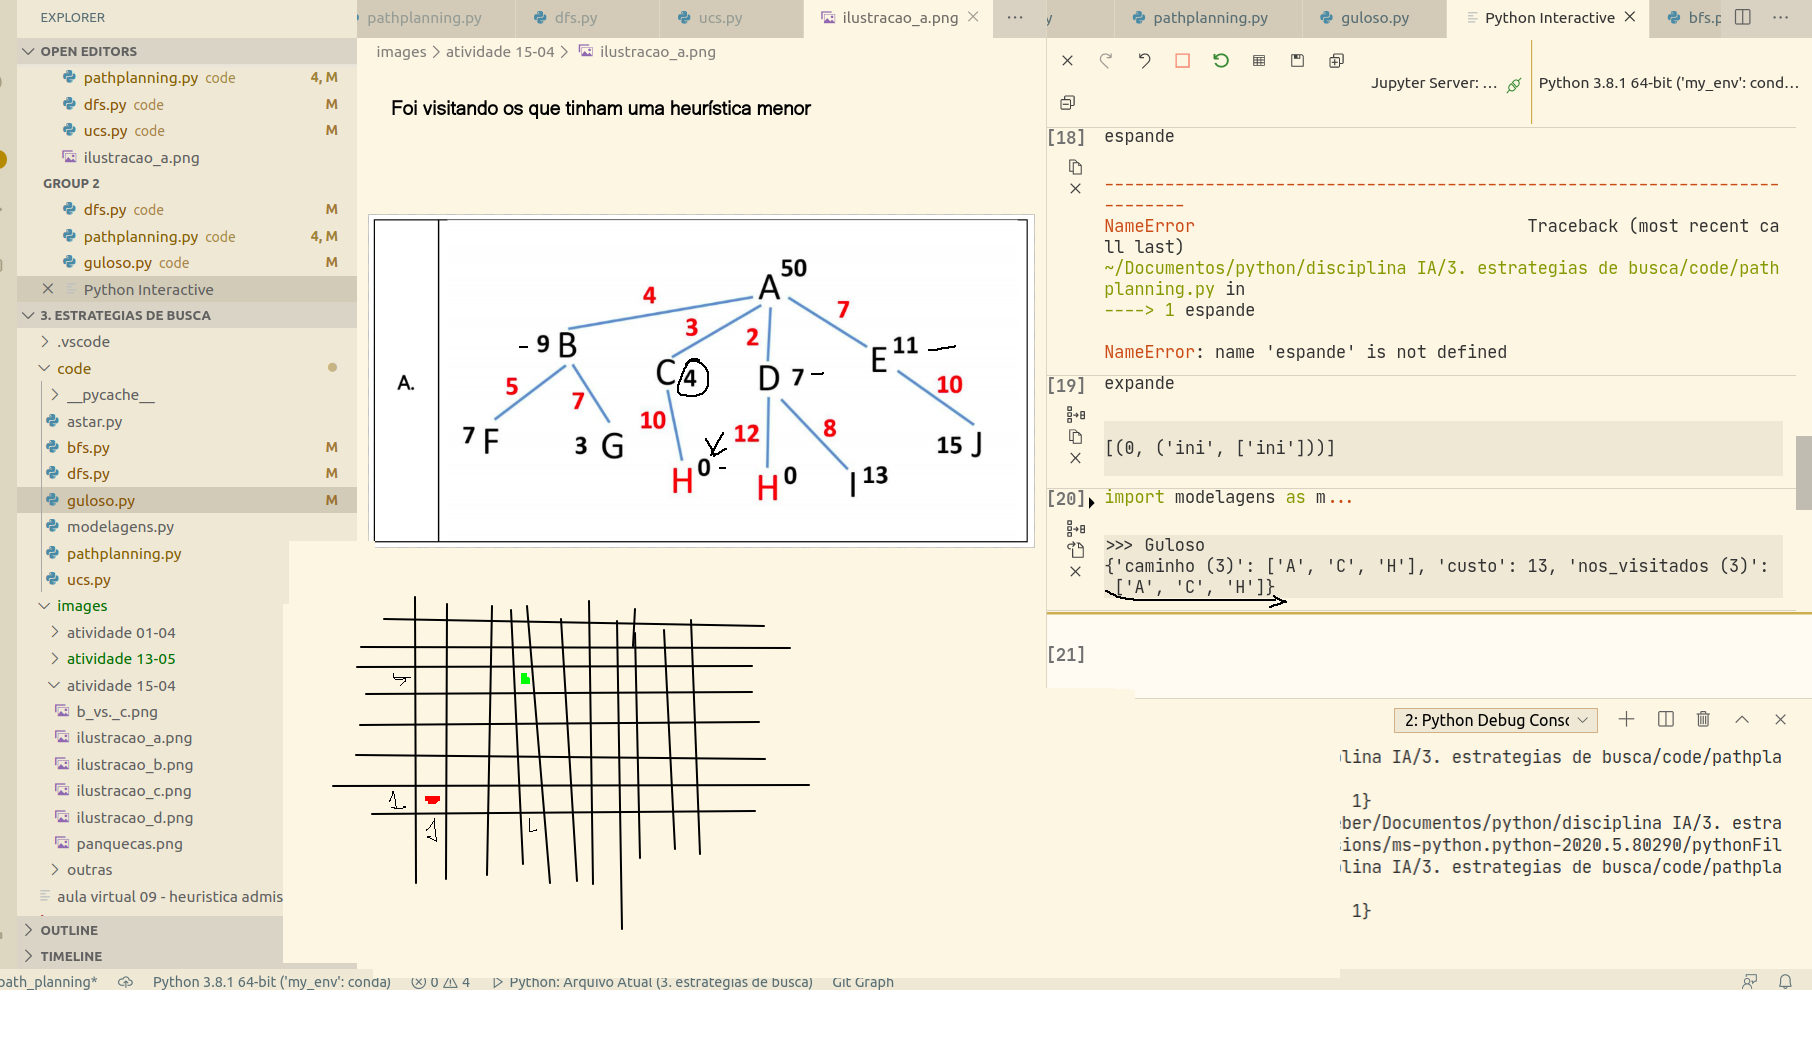 EXPLORER
OPEN EDITORS
pathplanning.py code 4, M
dfs.py code M
ucs.py code M
ilustracao_a.png
GROUP 2
dfs.py code M
pathplanning.py code 4, M
guloso.py code M
Python Interactive
3. ESTRATEGIAS DE BUSCA
.vscode
code
__pycache__
astar.py
bfs.py M
dfs.py M
guloso.py M
modelagens.py
pathplanning.py
ucs.py
images
atividade 01-04
atividade 13-05
atividade 15-04
b_vs._c.png
ilustracao_a.png
ilustracao_b.png
ilustracao_c.png
ilustracao_d.png
panquecas.png
outras
aula virtual 09 - heuristica admis
OUTLINE
TIMELINE
pathplanning.py dfs.py ucs.py ilustracao_a.png
images > atividade 15-04 > ilustracao_a.png
Foi visitando os que tinham uma heurística menor
A 50
4 3 2 7
- 9 B C 4 D 7 - E 11
A.
5 7 10 12 8 10
7 F 3 G H 0 - H 0 I 13 15 J
1
1
y pathplanning.py guloso.py Python Interactive bfs.p
Jupyter Server: ... Python 3.8.1 64-bit ('my_env': cond...
[18] espande
--------------------------------------------------------------------
--------
NameError Traceback (most recent ca
ll last)
~/Documentos/python/disciplina IA/3. estrategias de busca/code/path
planning.py in
----> 1 espande
NameError: name 'espande' is not defined
[19] expande
[(0, ('ini', ['ini']))]
[20] import modelagens as m...
>>> Guloso
{'caminho (3)': ['A', 'C', 'H'], 'custo': 13, 'nos_visitados (3)':
['A', 'C', 'H']}
[21]
2: Python Debug Consc
lina IA/3. estrategias de busca/code/pathpla
1}
ber/Documentos/python/disciplina IA/3. estra
ions/ms-python.python-2020.5.80290/pythonFil
lina IA/3. estrategias de busca/code/pathpla
1}
path_planning* Python 3.8.1 64-bit ('my_env': conda) 0 4 Python: Arquivo Atual (3. estrategias de busca) Git Graph